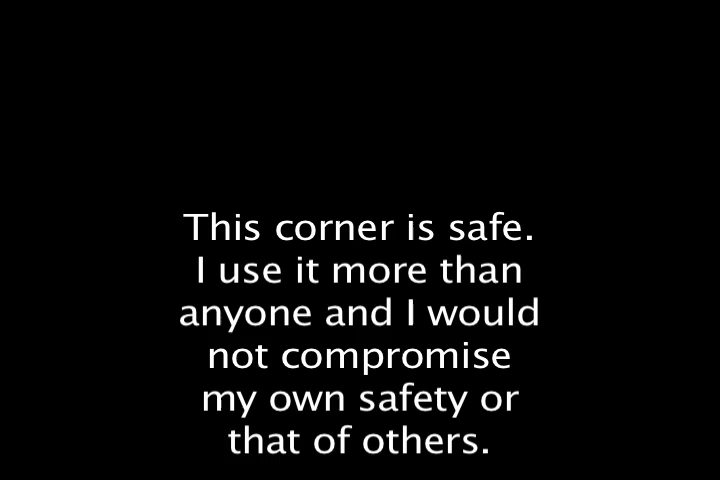 This corner is safe.
I use it more than
anyone and I would
not compromise
my own safety or
that of others.